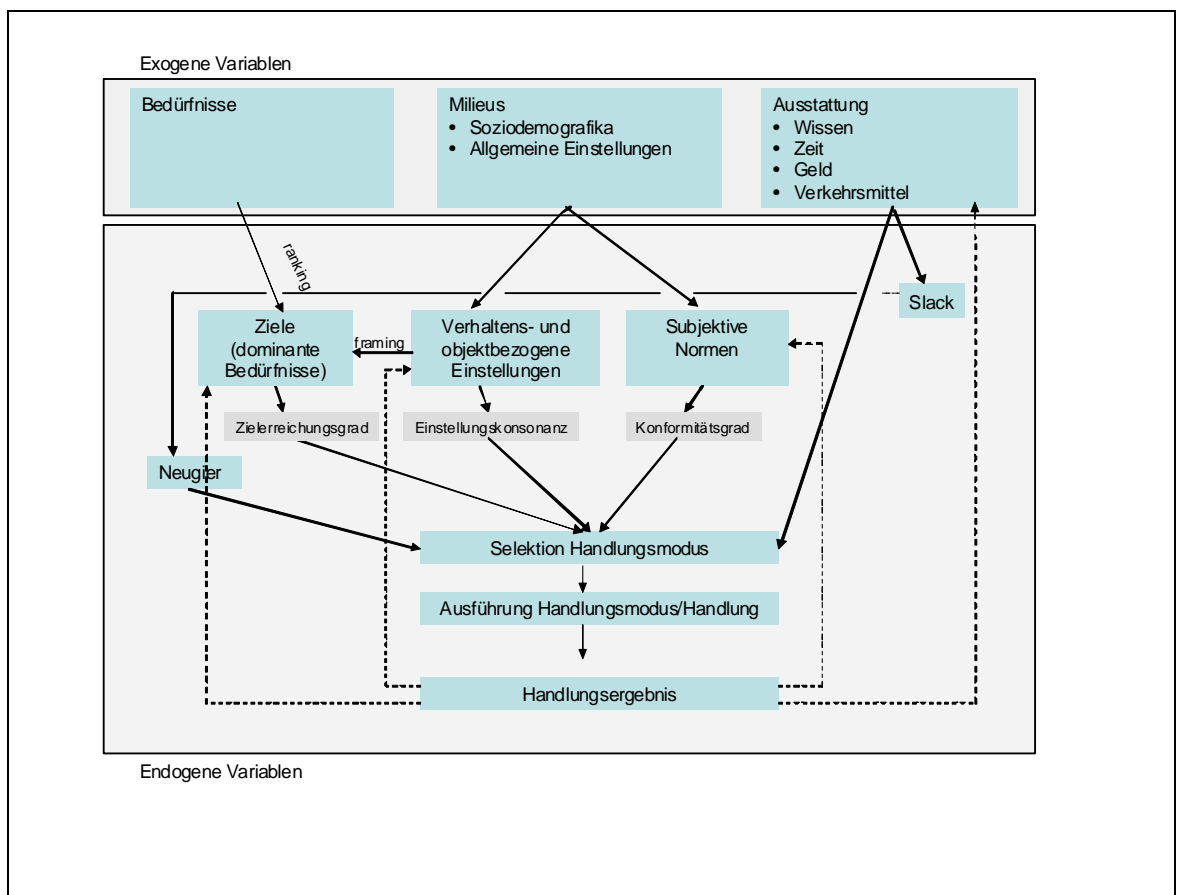 Exogene Variablen
Bedürfnisse
Milieus
• Soziodemografika
• Allgemeine Einstellungen
Ausstattung
• Wissen
• Zeit
• Geld
• Verkehrsmittel
ranking
Slack
Ziele
(dominante
Bedürfnisse)
framing
Verhaltens- und
objektbezogene
Einstellungen
Subjektive
Normen
Zielerreichungsgrad
Einstellungskonsonanz
Konformitätsgrad
Neugier
Selektion Handlungsmodus
Ausführung Handlungsmodus/Handlung
Handlungsergebnis
Endogene Variablen